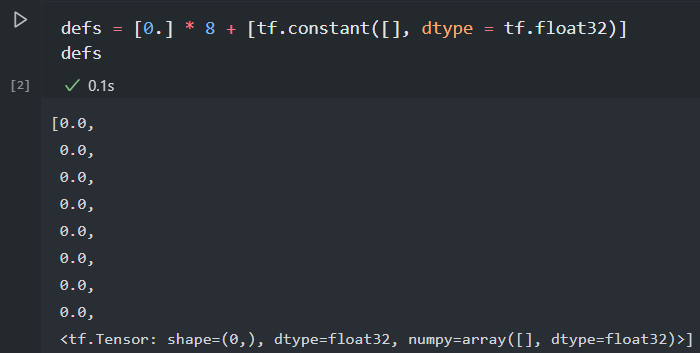 defs = [0.] * 8 + [tf.constant([], dtype = tf.float32)]
defs
[2]
0.1s
[0.0,
0.0,
0.0,
0.0,
0.0,
0.0,
0.0,
0.0,
<tf.Tensor: shape=(0,), dtype=float32, numpy=array([], dtype=float32)>]